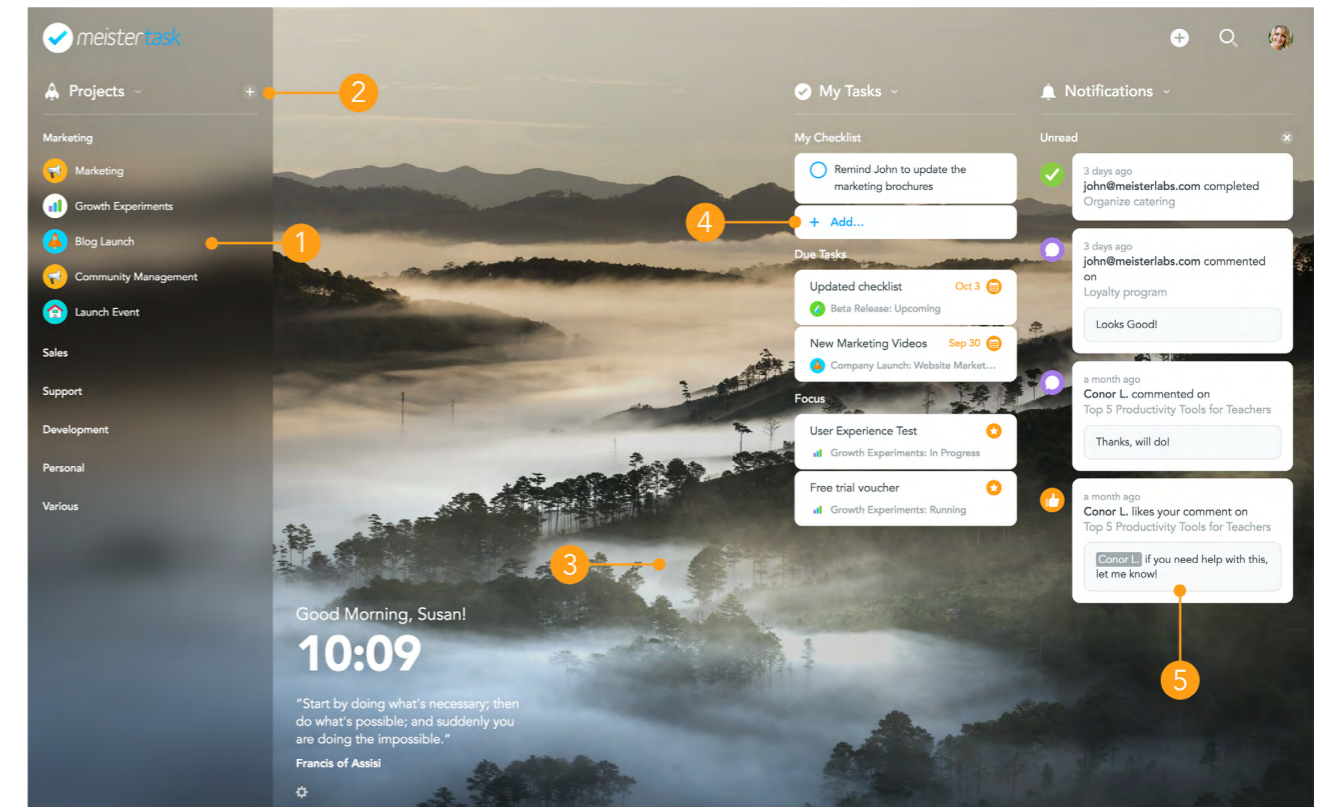 meistertask
Projects
2
Marketing
Marketing
Growth Experiments
Blog Launch
1
Community Management
Launch Event
Sales
Support
Development
Personal
Various
3
Good Morning, Susan!
10:09
“Start by doing what's necessary; then
do what's possible; and suddenly you
are doing the impossible.”
Francis of Assisi
My Tasks
My Checklist
Remind John to update the
marketing brochures
4
+ Add...
Due Tasks
Updated checklist Oct 3
Beta Release: Upcoming
New Marketing Videos Sep 30
Company Launch: Website Market...
Focus
User Experience Test
Growth Experiments: In Progress
Free trial voucher
Growth Experiments: Running
Notifications
Unread
3 days ago
john@meisterlabs.com completed
Organize catering
3 days ago
john@meisterlabs.com commented
on
Loyalty program
Looks Good!
a month ago
Conor L. commented on
Top 5 Productivity Tools for Teachers
Thanks, will do!
a month ago
Conor L. likes your comment on
Top 5 Productivity Tools for Teachers
Conor L. if you need help with this,
let me know!
5